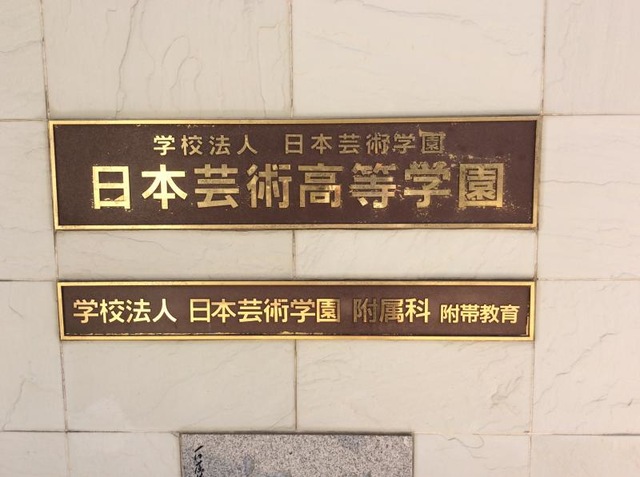 学校法人 日本芸術学園
日本芸術高等学園
学校法人 日本芸術学園 附属科 附帯教育